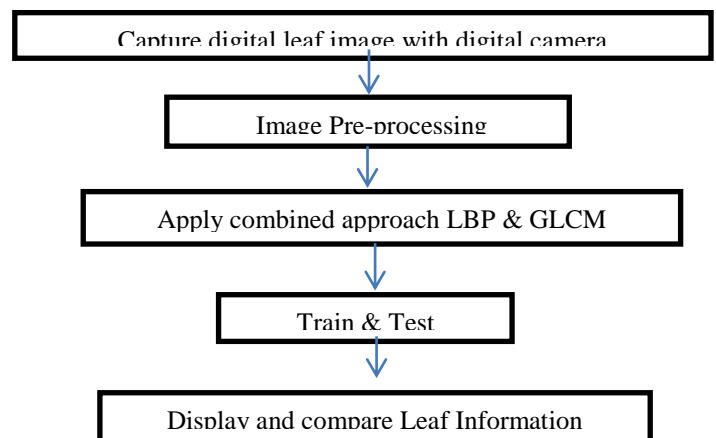 Capture digital leaf image with digital camera
Image Pre-processing
Apply combined approach LBP & GLCM
Train & Test
Display and compare Leaf Information